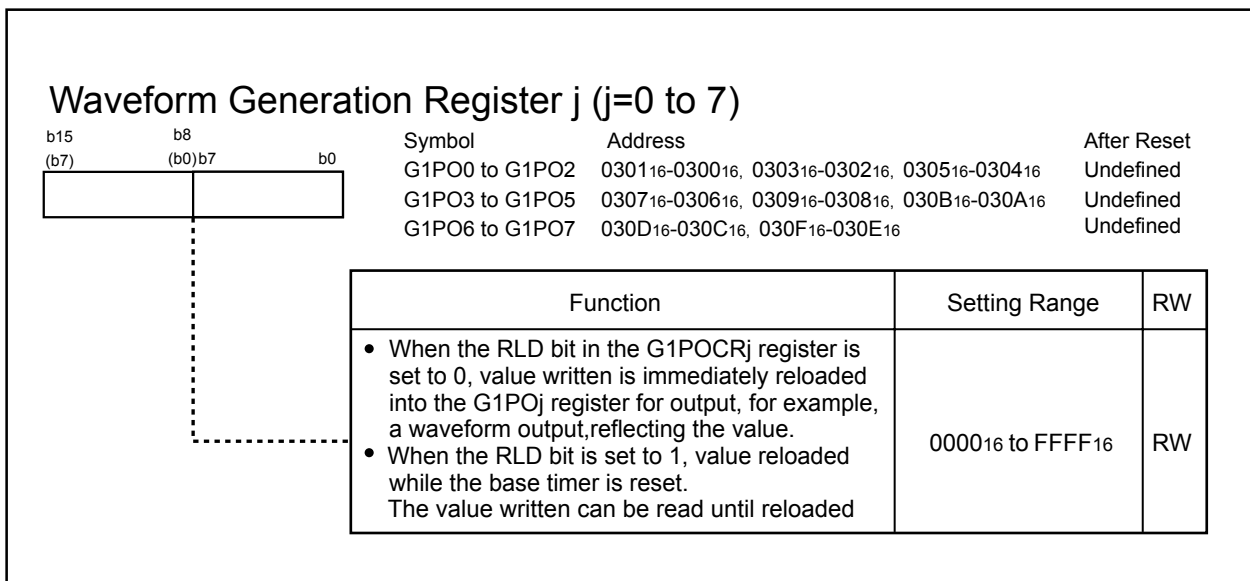 Waveform Generation Register j (j=0 to 7)
b15 b8
(b7) (b0) b7 b0
Symbol Address After Reset
G1PO0 to G1PO2 030116-030016, 030316-030216, 030516-030416 Undefined
G1PO3 to G1PO5 030716-030616, 030916-030816, 030B16-030A16 Undefined
G1PO6 to G1PO7 030D16-030C16, 030F16-030E16 Undefined
Function Setting Range RW
• When the RLD bit in the G1POCRj register is
set to 0, value written is immediately reloaded
into the G1POj register for output, for example,
a waveform output,reflecting the value.
• When the RLD bit is set to 1, value reloaded
while the base timer is reset.
The value written can be read until reloaded
000016 to FFFF16 RW